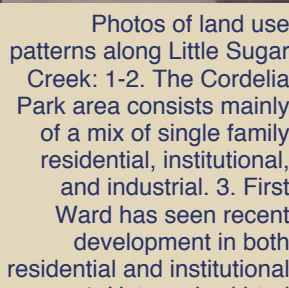 Photos of land use
patterns along Little Sugar
Creek: 1-2. The Cordelia
Park area consists mainly
of a mix of single family
residential, institutional,
and industrial. 3. First
Ward has seen recent
development in both
residential and institutional